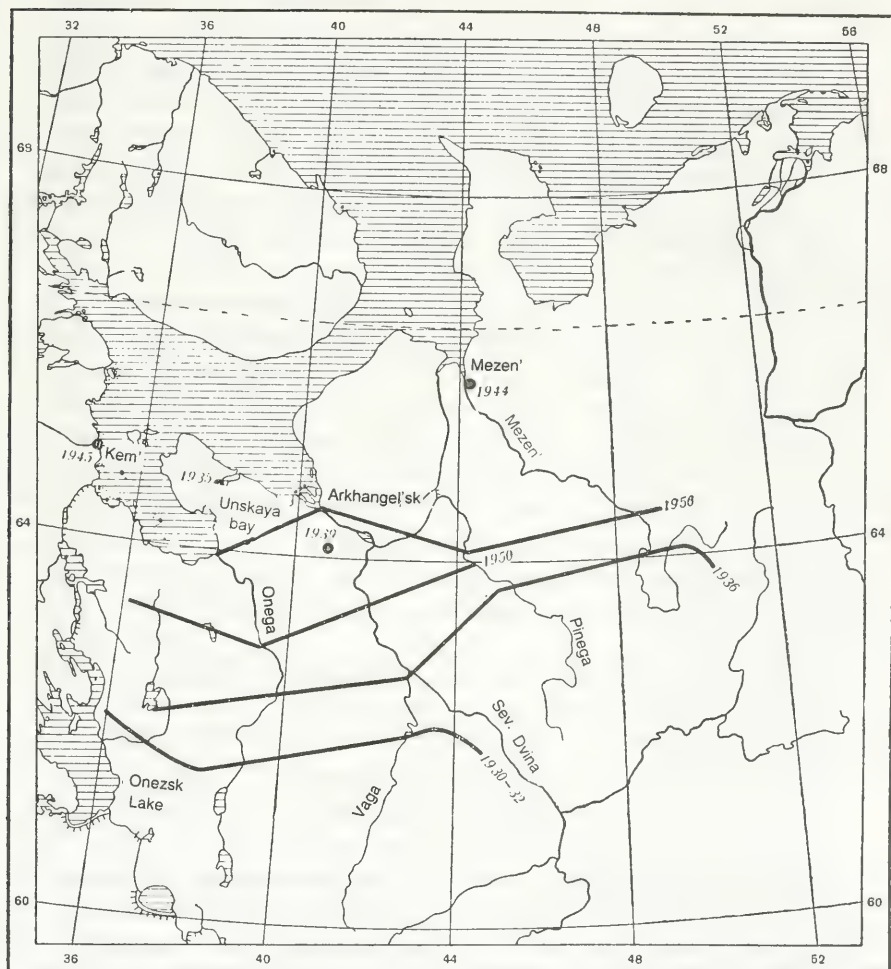 32 36 40 44 48 52 56
68 68
Mezen'
1944
Mezen'
Kem'
1945
1935
Unskaya
bay
Arkhangel'sk
1958
64 64
1939
1950
1936
Onega
Pinega
Sev. Dvina
1930-32
Onezsk
Lake
Vaga
60 60
36 40 44 48 52